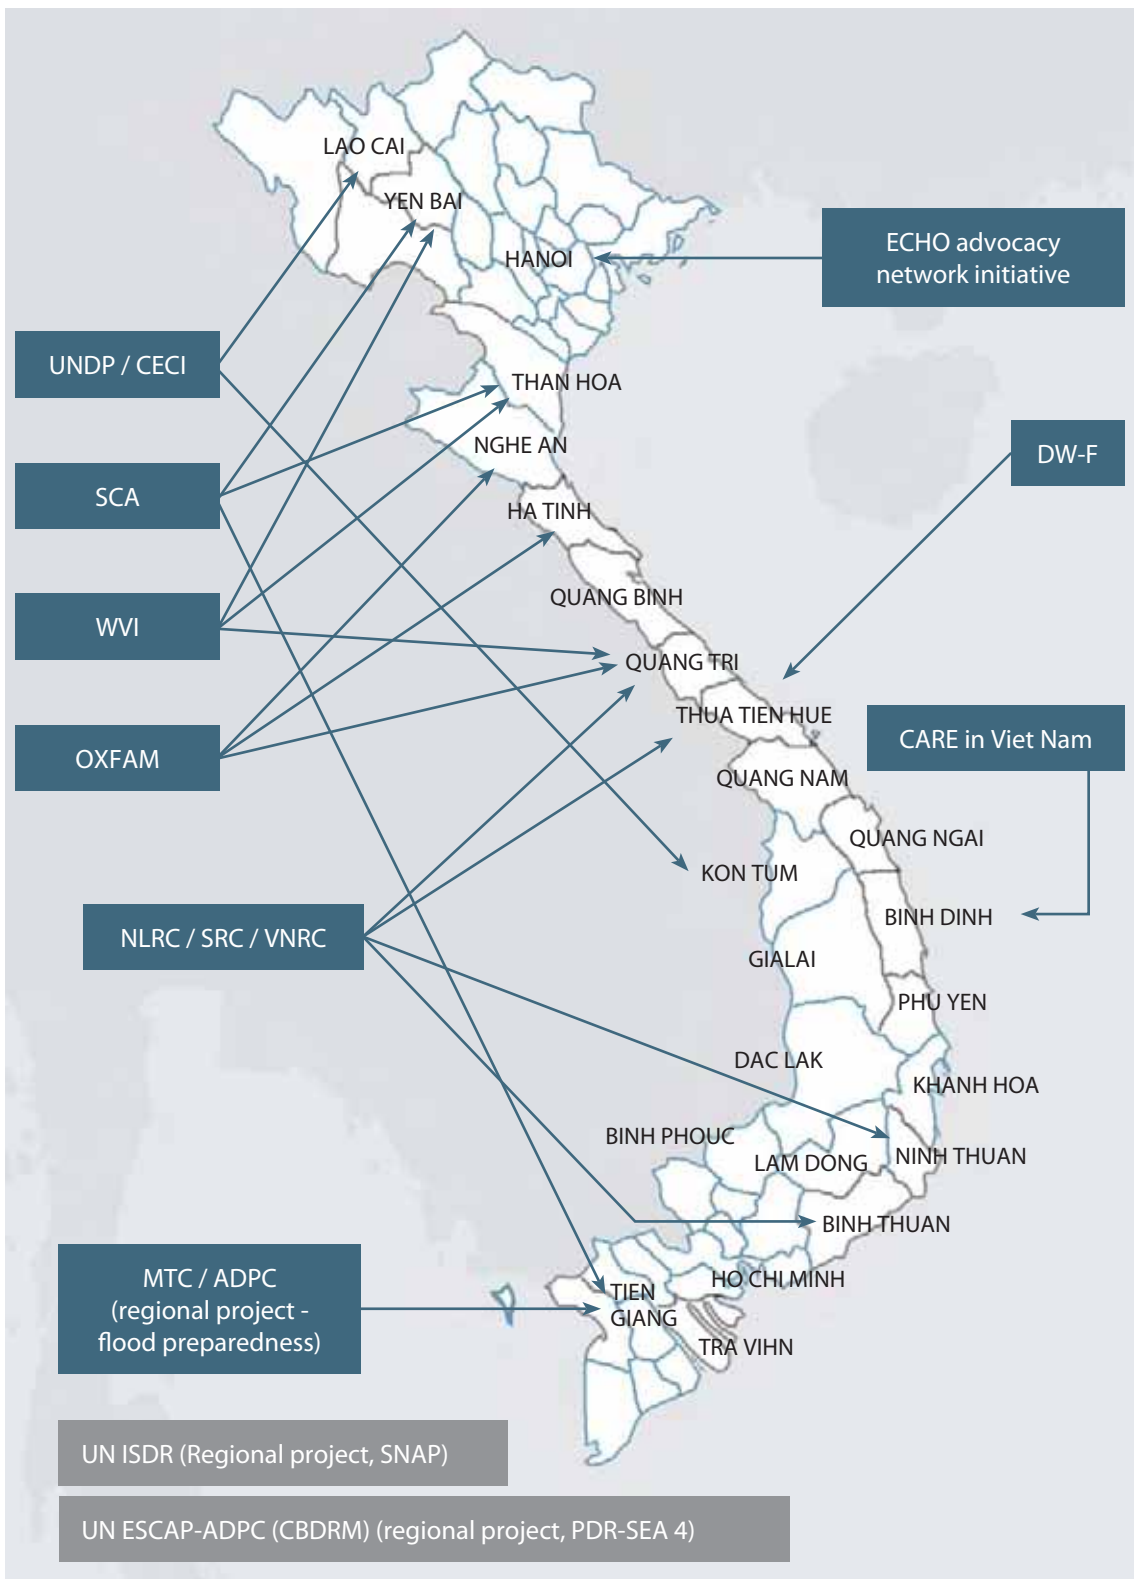 LAO CAI
YEN BAI
ECHO advocacy
network initiative
HANOI
UNDP / CECI
THAN HOA
NGHE AN
DW-F
SCA
HA TINH
QUANG BINH
WVI
QUANG TRI
THUA TIEN HUE
CARE in Viet Nam
OXFAM
QUANG NAM
QUANG NGAI
KON TUM
BINH DINH
NLRC / SRC / VNRC
GIALAI
PHU YEN
DAC LAK
KHANH HOA
BINH PHOUC
LAM DONG
NINH THUAN
BINH THUAN
MTC / ADPC
(regional project -
flood preparedness)
HO CHI MINH
TIEN
GIANG
TRA VIHN
UN ISDR (Regional project, SNAP)
UN ESCAP-ADPC (CBDRM) (regional project, PDR-SEA 4)